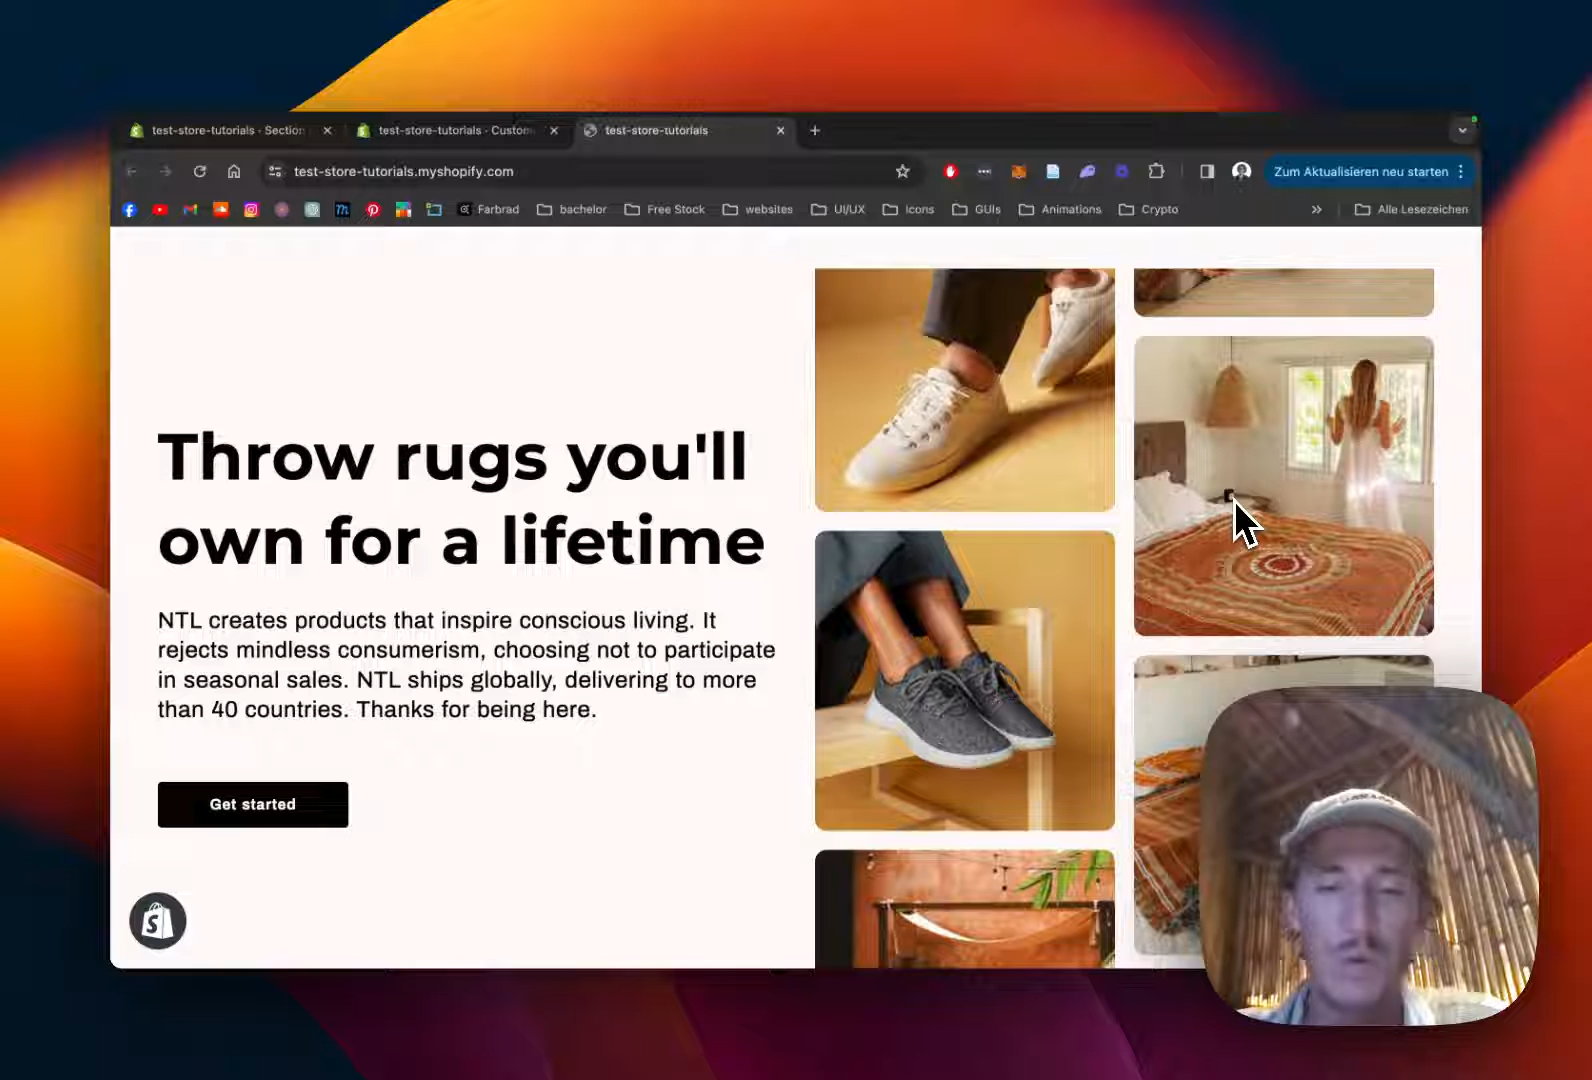 test-store-tutorials · Section
test-store-tutorials · Custom
test-store-tutorials
test-store-tutorials.myshopify.com
Zum Aktualisieren neu starten
Farbrad
bachelor
Free Stock
websites
UI/UX
Icons
GUIs
Animations
Crypto
Alle Lesezeichen
Throw rugs you'll
own for a lifetime
NTL creates products that inspire conscious living. It
rejects mindless consumerism, choosing not to participate
in seasonal sales. NTL ships globally, delivering to more
than 40 countries. Thanks for being here.
Get started